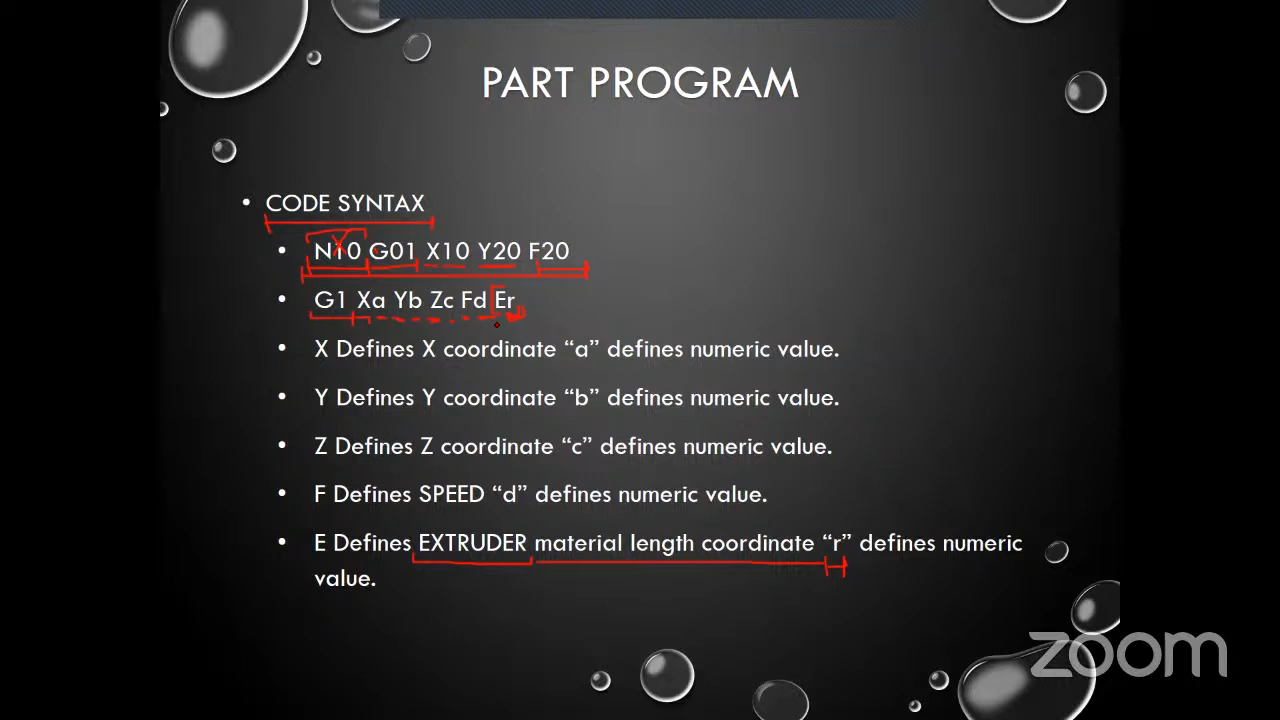 PART PROGRAM
• CODE SYNTAX
• N10 G01 X10 Y20 F20
• G1 Xa Yb Zc Fd Er
• X Defines X coordinate “a” defines numeric value.
• Y Defines Y coordinate “b” defines numeric value.
• Z Defines Z coordinate “c” defines numeric value.
• F Defines SPEED “d” defines numeric value.
• E Defines EXTRUDER material length coordinate “r” defines numeric
value.
zoom